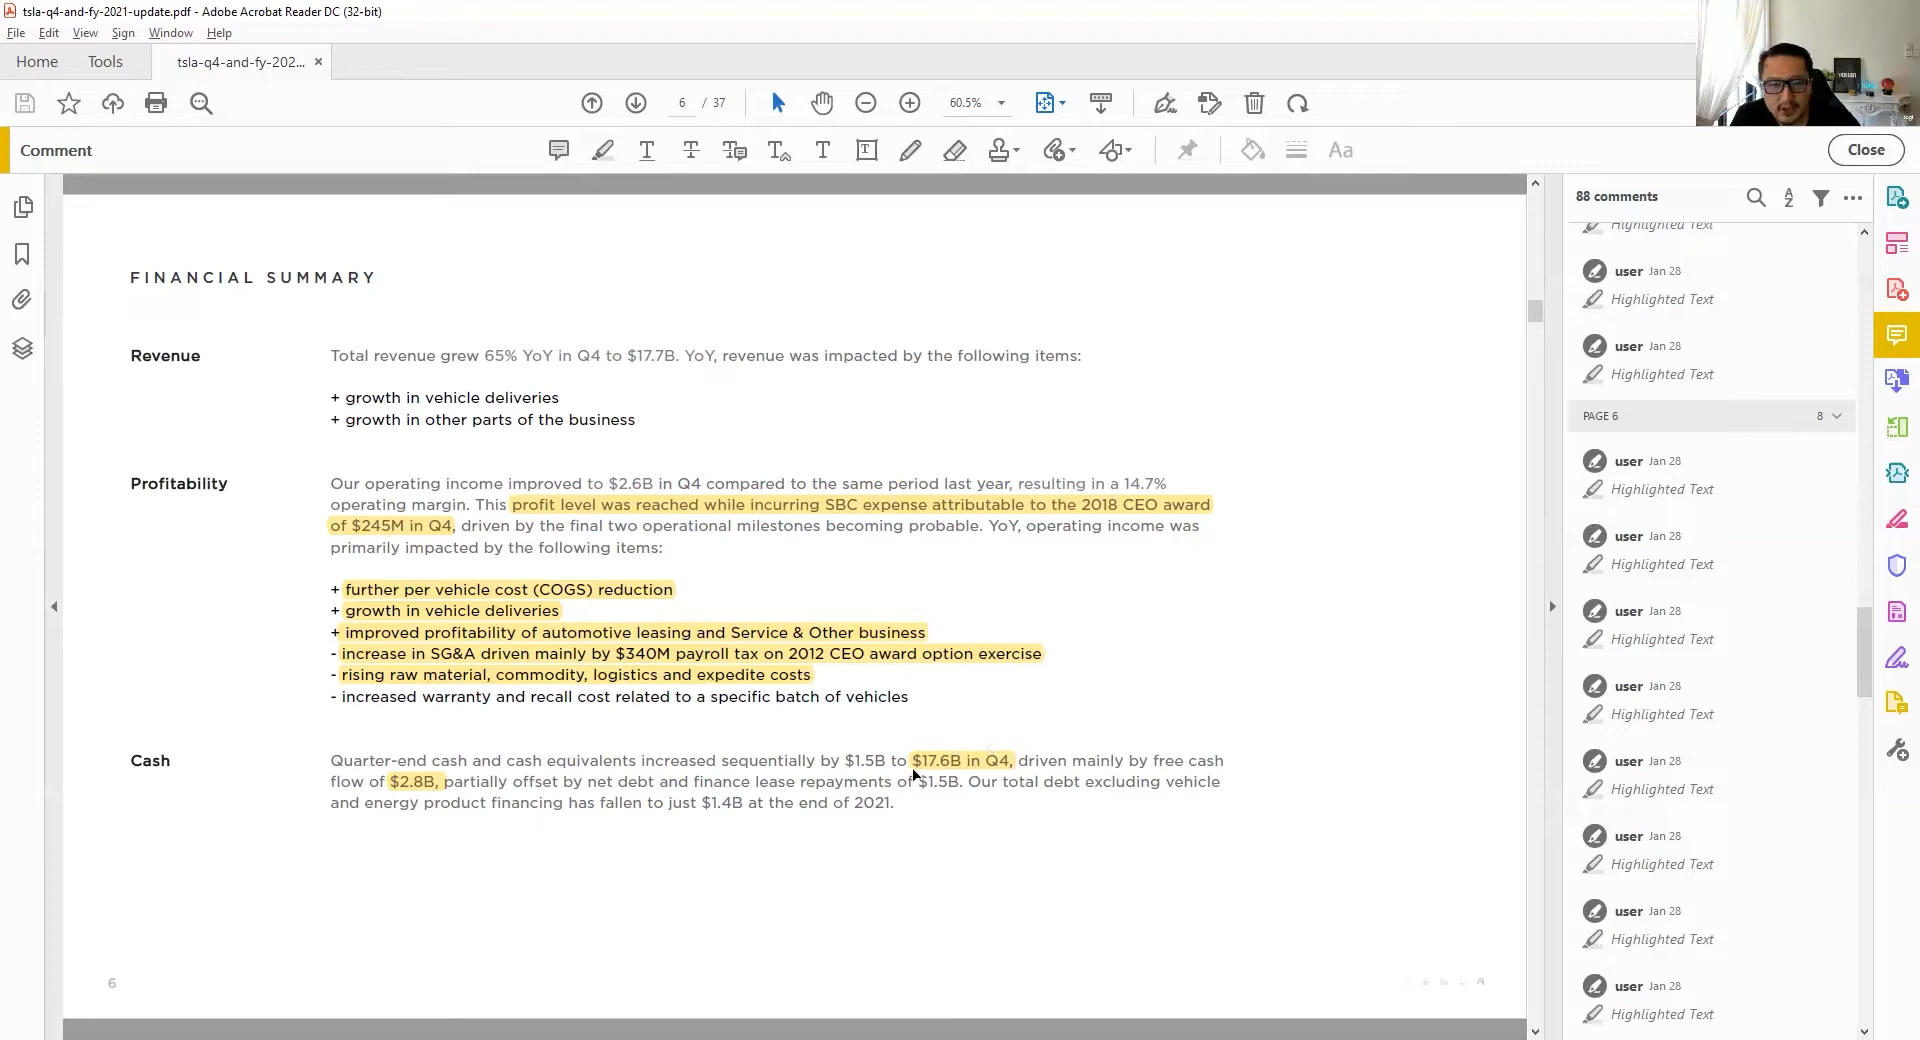 tsla-q4-and-fy-2021-update.pdf - Adobe Acrobat Reader DC (32-bit)
File Edit View Sign Window Help
Home Tools tsla-q4-and-fy-202... ×
6 / 37 60.5%
Comment
Close
88 comments
Highlighted Text
user Jan 28
Highlighted Text
user Jan 28
Highlighted Text
PAGE 6 8
user Jan 28
Highlighted Text
user Jan 28
Highlighted Text
user Jan 28
Highlighted Text
user Jan 28
Highlighted Text
user Jan 28
Highlighted Text
user Jan 28
Highlighted Text
user Jan 28
Highlighted Text
user Jan 28
Highlighted Text
FINANCIAL SUMMARY
Revenue
Total revenue grew 65% YoY in Q4 to $17.7B. YoY, revenue was impacted by the following items:
+ growth in vehicle deliveries
+ growth in other parts of the business
Profitability
Our operating income improved to $2.6B in Q4 compared to the same period last year, resulting in a 14.7%
operating margin. This profit level was reached while incurring SBC expense attributable to the 2018 CEO award
of $245M in Q4, driven by the final two operational milestones becoming probable. YoY, operating income was
primarily impacted by the following items:
+ further per vehicle cost (COGS) reduction
+ growth in vehicle deliveries
+ improved profitability of automotive leasing and Service & Other business
- increase in SG&A driven mainly by $340M payroll tax on 2012 CEO award option exercise
- rising raw material, commodity, logistics and expedite costs
- increased warranty and recall cost related to a specific batch of vehicles
Cash
Quarter-end cash and cash equivalents increased sequentially by $1.5B to $17.6B in Q4, driven mainly by free cash
flow of $2.8B, partially offset by net debt and finance lease repayments of $1.5B. Our total debt excluding vehicle
and energy product financing has fallen to just $1.4B at the end of 2021.
6